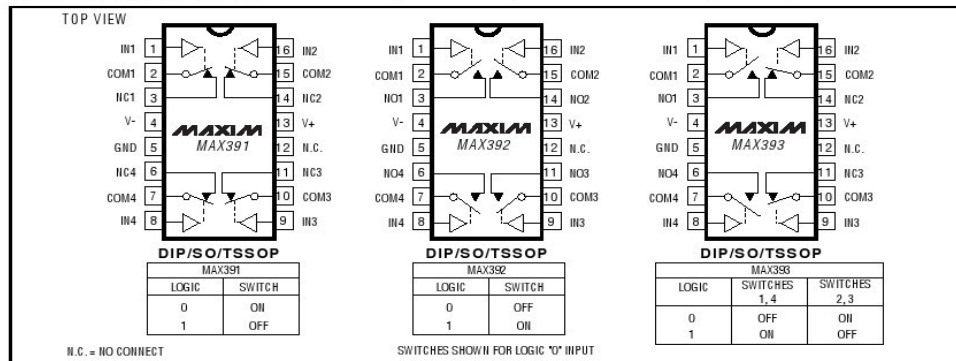 TOP VIEW
IN1 1 16 IN2
COM1 2 15 COM2
NC1 3 14 NC2
V- 4 13 V+
GND 5 12 N.C.
NC4 6 11 NC3
COM4 7 10 COM3
IN4 8 9 IN3
MAXIM
MAX391
DIP/SO/TSSOP
MAX391
LOGIC SWITCH
0 ON
1 OFF
N.C. = NO CONNECT
IN1 1 16 IN2
COM1 2 15 COM2
NO1 3 14 NO2
V- 4 13 V+
GND 5 12 N.C.
NO4 6 11 NO3
COM4 7 10 COM3
IN4 8 9 IN3
MAXIM
MAX392
DIP/SO/TSSOP
MAX392
LOGIC SWITCH
0 OFF
1 ON
SWITCHES SHOWN FOR LOGIC "0" INPUT
IN1 1 16 IN2
COM1 2 15 COM2
NO1 3 14 NC2
V- 4 13 V+
GND 5 12 N.C.
NO4 6 11 NC3
COM4 7 10 COM3
IN4 8 9 IN3
MAXIM
MAX393
DIP/SO/TSSOP
MAX393
LOGIC SWITCHES 1, 4 SWITCHES 2, 3
0 OFF ON
1 ON OFF